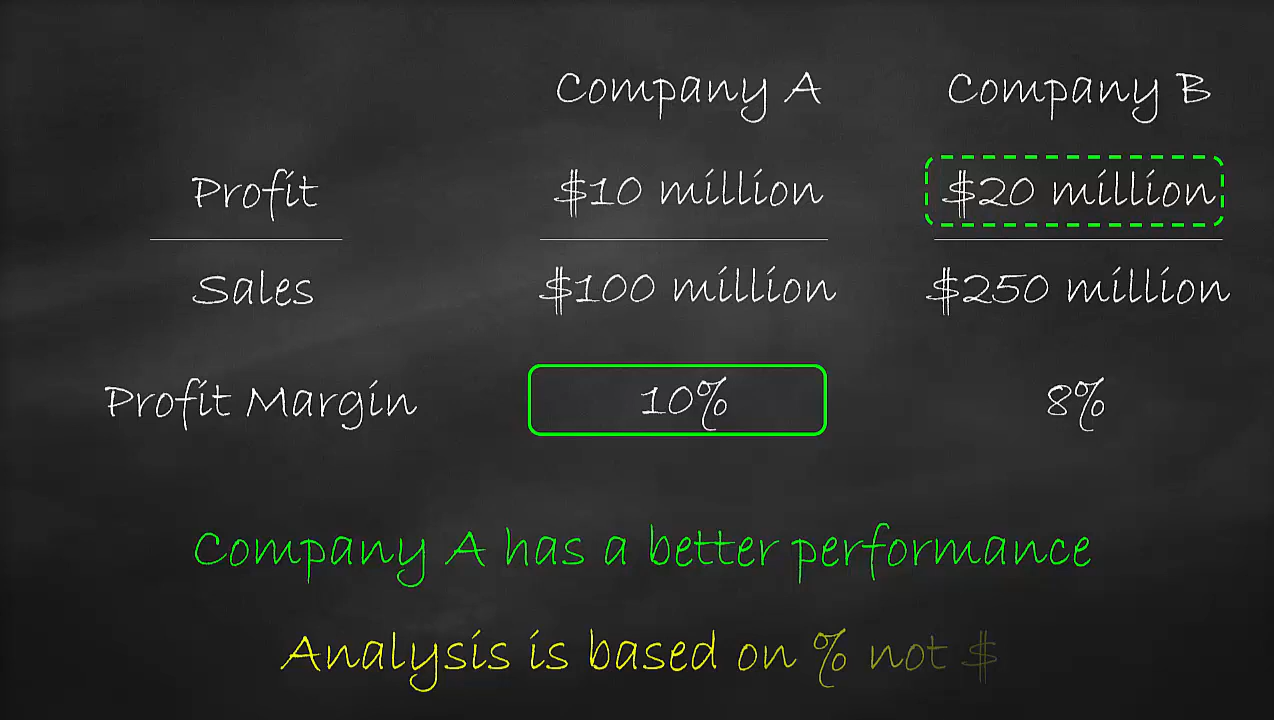 Company A Company B
Profit $10 million $20 million
Sales $100 million $250 million
Profit Margin 10% 8%
Company A has a better performance
Analysis is based on % not $